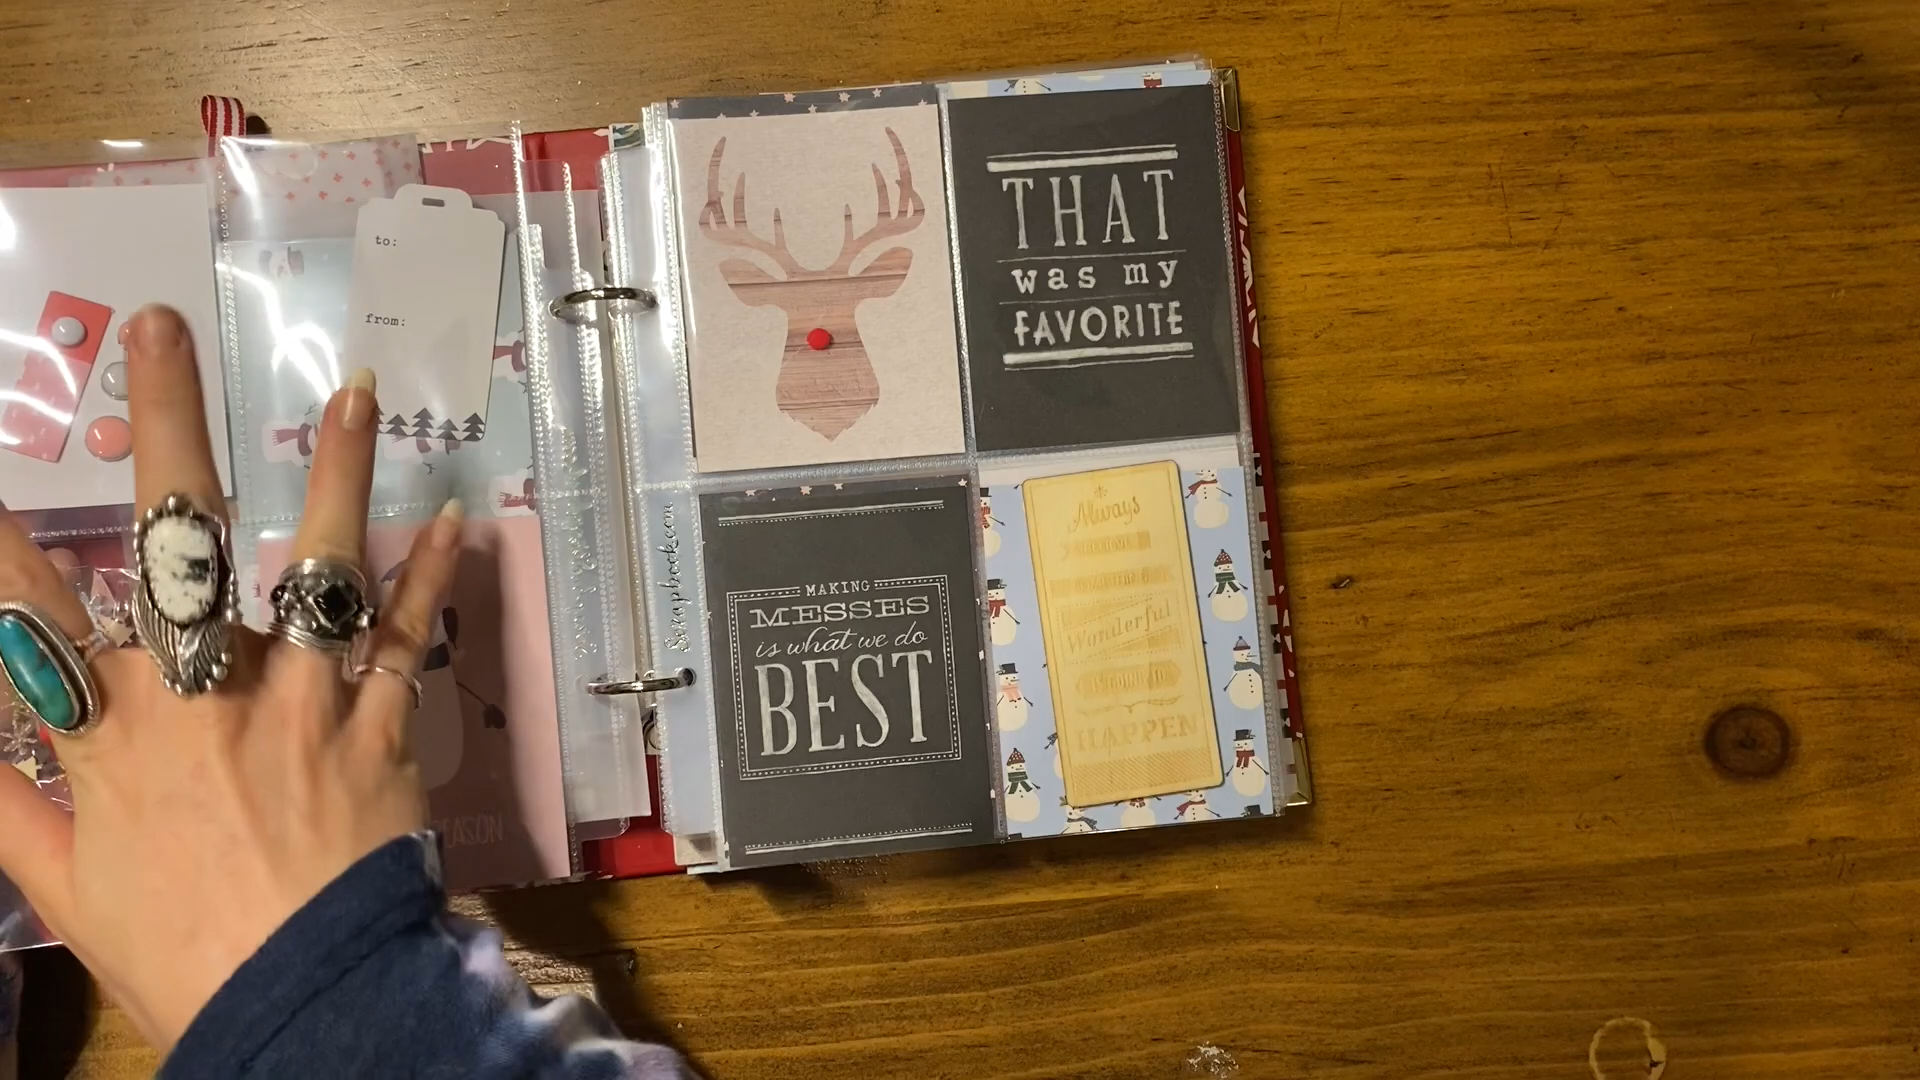 to:
from:
SEASON
Scrapbook.com
THAT
was my
FAVORITE
MAKING
MESSES
is what we do
BEST
Always
Wonderful
HAPPEN